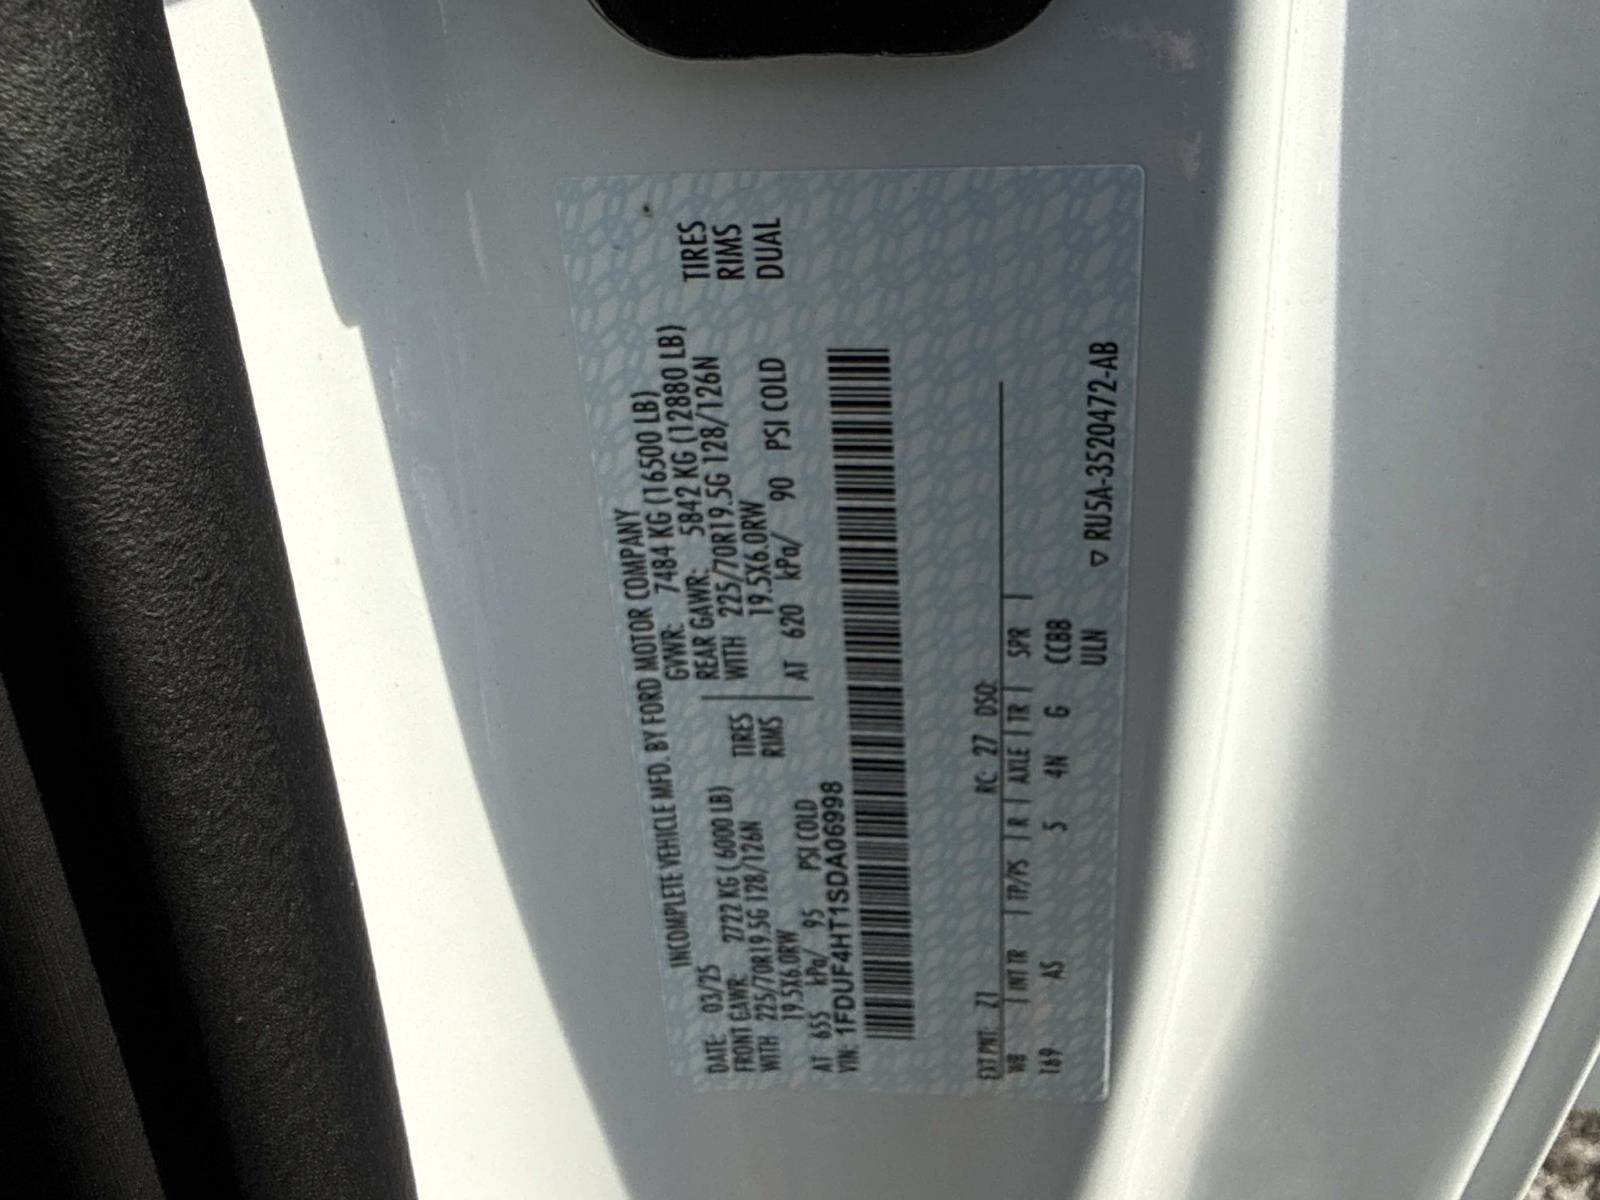 INCOMPLETE VEHICLE MFD. BY FORD MOTOR COMPANY
DATE: 03/25 GVWR: 7484 KG (16500 LB)
FRONT GAWR: 2722 KG (6000 LB) REAR GAWR: 5842 KG (12880 LB)
WITH 225/70R19.5G 128/126N TIRES WITH 225/70R19.5G 128/126N TIRES
19.5X6.0RW RIMS 19.5X6.0RW RIMS
AT 655 kPa/ 95 PSI COLD AT 620 kPa/ 90 PSI COLD DUAL
VIN: 1FDUF4HT1SDA06998
EXT PNT: Z1 RC: 27 DSO:
WB | INT TR | TP/PS | R | AXLE | TR | SPR |
169 AS 5 4N G CCBB
ULN
▽ RU5A-3520472-AB